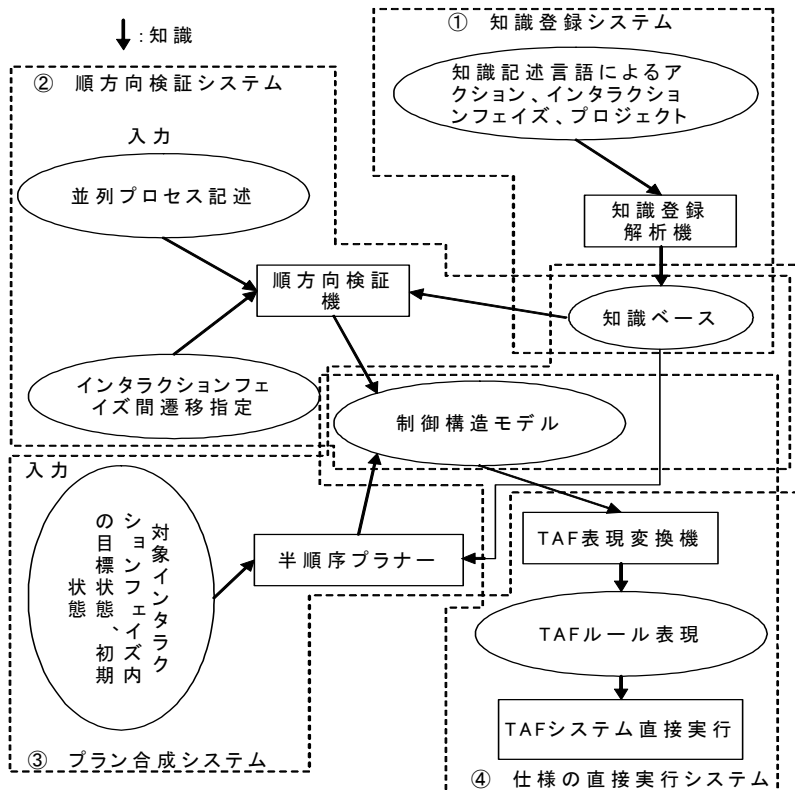 : 知識
① 知識登録システム
知識記述言語によるア
クション、インタラクショ
ンフェイズ、プロジェクト
② 順方向検証システム
入力
並列プロセス記述
知識登録
解析機
順方向検証
機
知識ベース
インタラクションフェ
イズ間遷移指定
制御構造モデル
入力
対象インタラク
ションフェイズ内
の目標状態、初期
状態
半順序プラナー
TAF表現変換機
TAFルール表現
TAFシステム直接実行
③ プラン合成システム
④ 仕様の直接実行システム